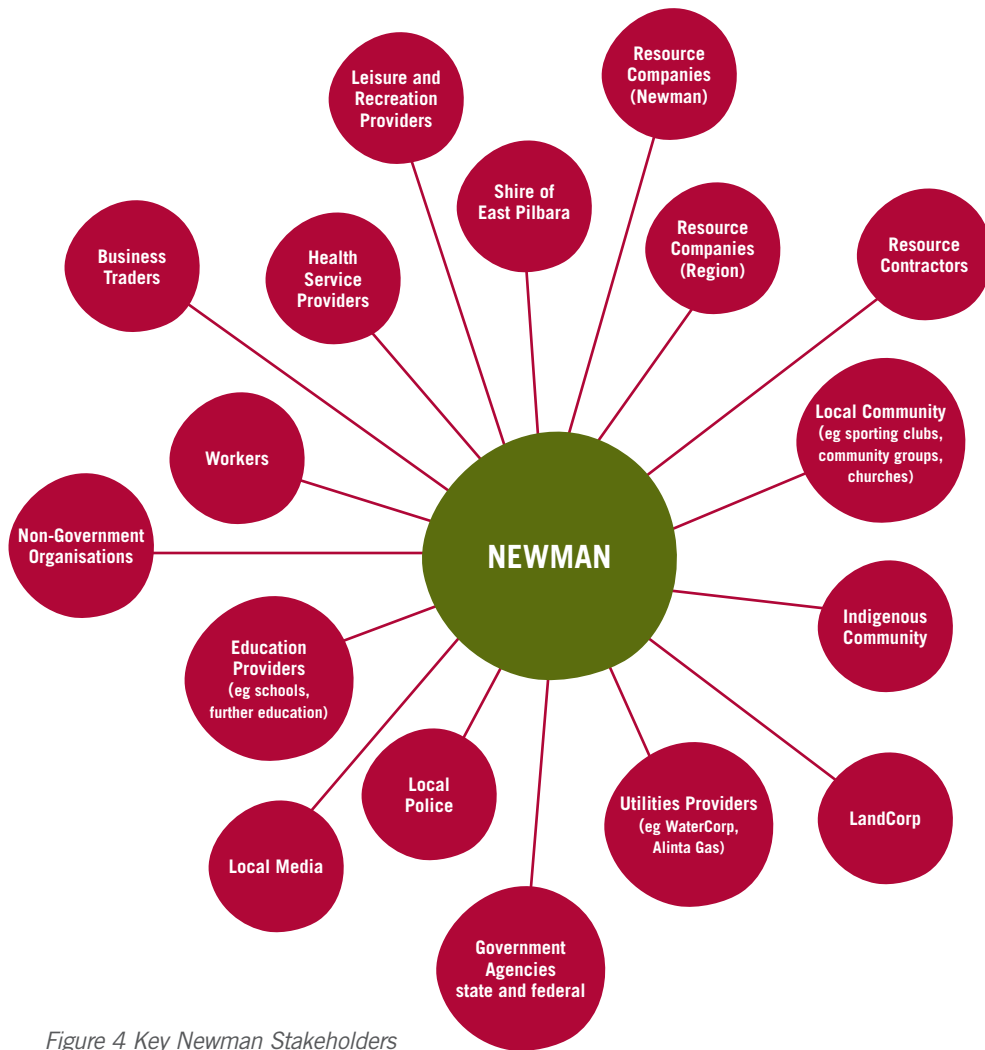 Leisure and
Recreation
Providers
Resource
Companies
(Newman)
Shire of
East Pilbara
Resource
Companies
(Region)
Resource
Contractors
Business
Traders
Health
Service
Providers
Local Community
(eg sporting clubs,
community groups,
churches)
Workers
Non-Government
Organisations
NEWMAN
Indigenous
Community
Education
Providers
(eg schools,
further education)
Local
Police
Utilities Providers
(eg WaterCorp,
Alinta Gas)
LandCorp
Local Media
Government
Agencies
state and federal
Figure 4 Key Newman Stakeholders